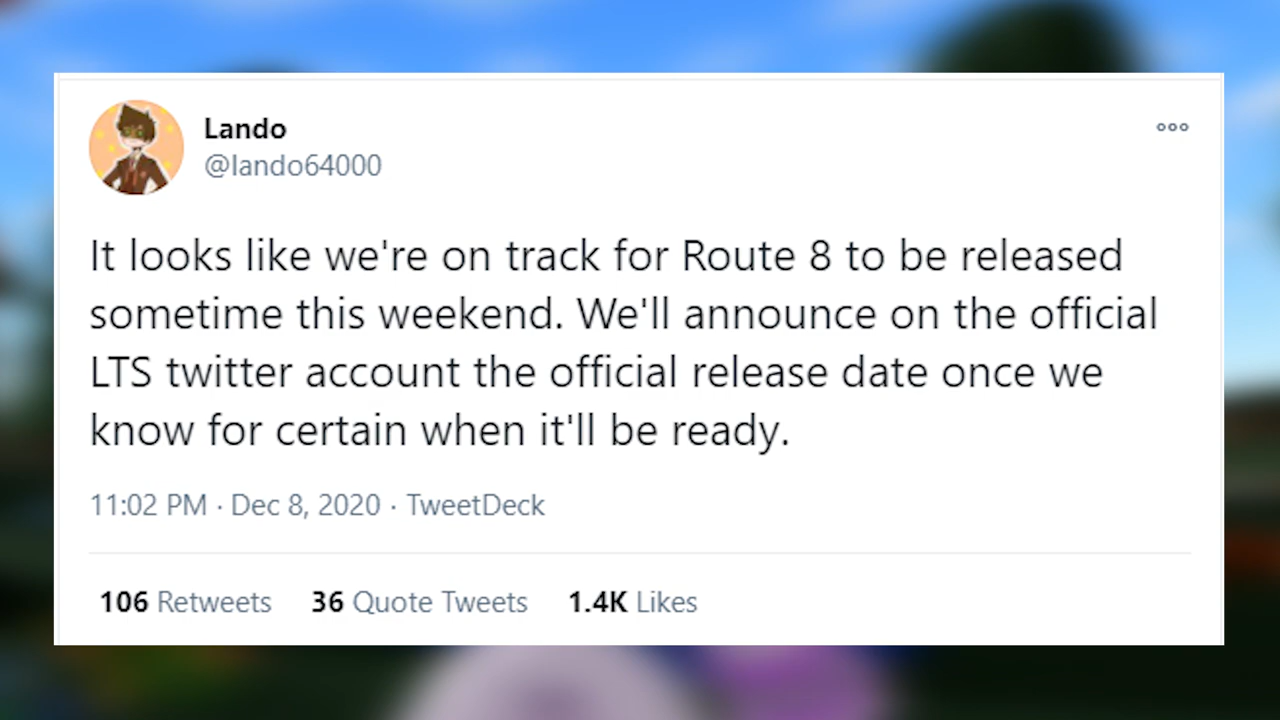 Lando
@lando64000
It looks like we're on track for Route 8 to be released
sometime this weekend. We'll announce on the official
LTS twitter account the official release date once we
know for certain when it'll be ready.
11:02 PM · Dec 8, 2020 · TweetDeck
106 Retweets 36 Quote Tweets 1.4K Likes